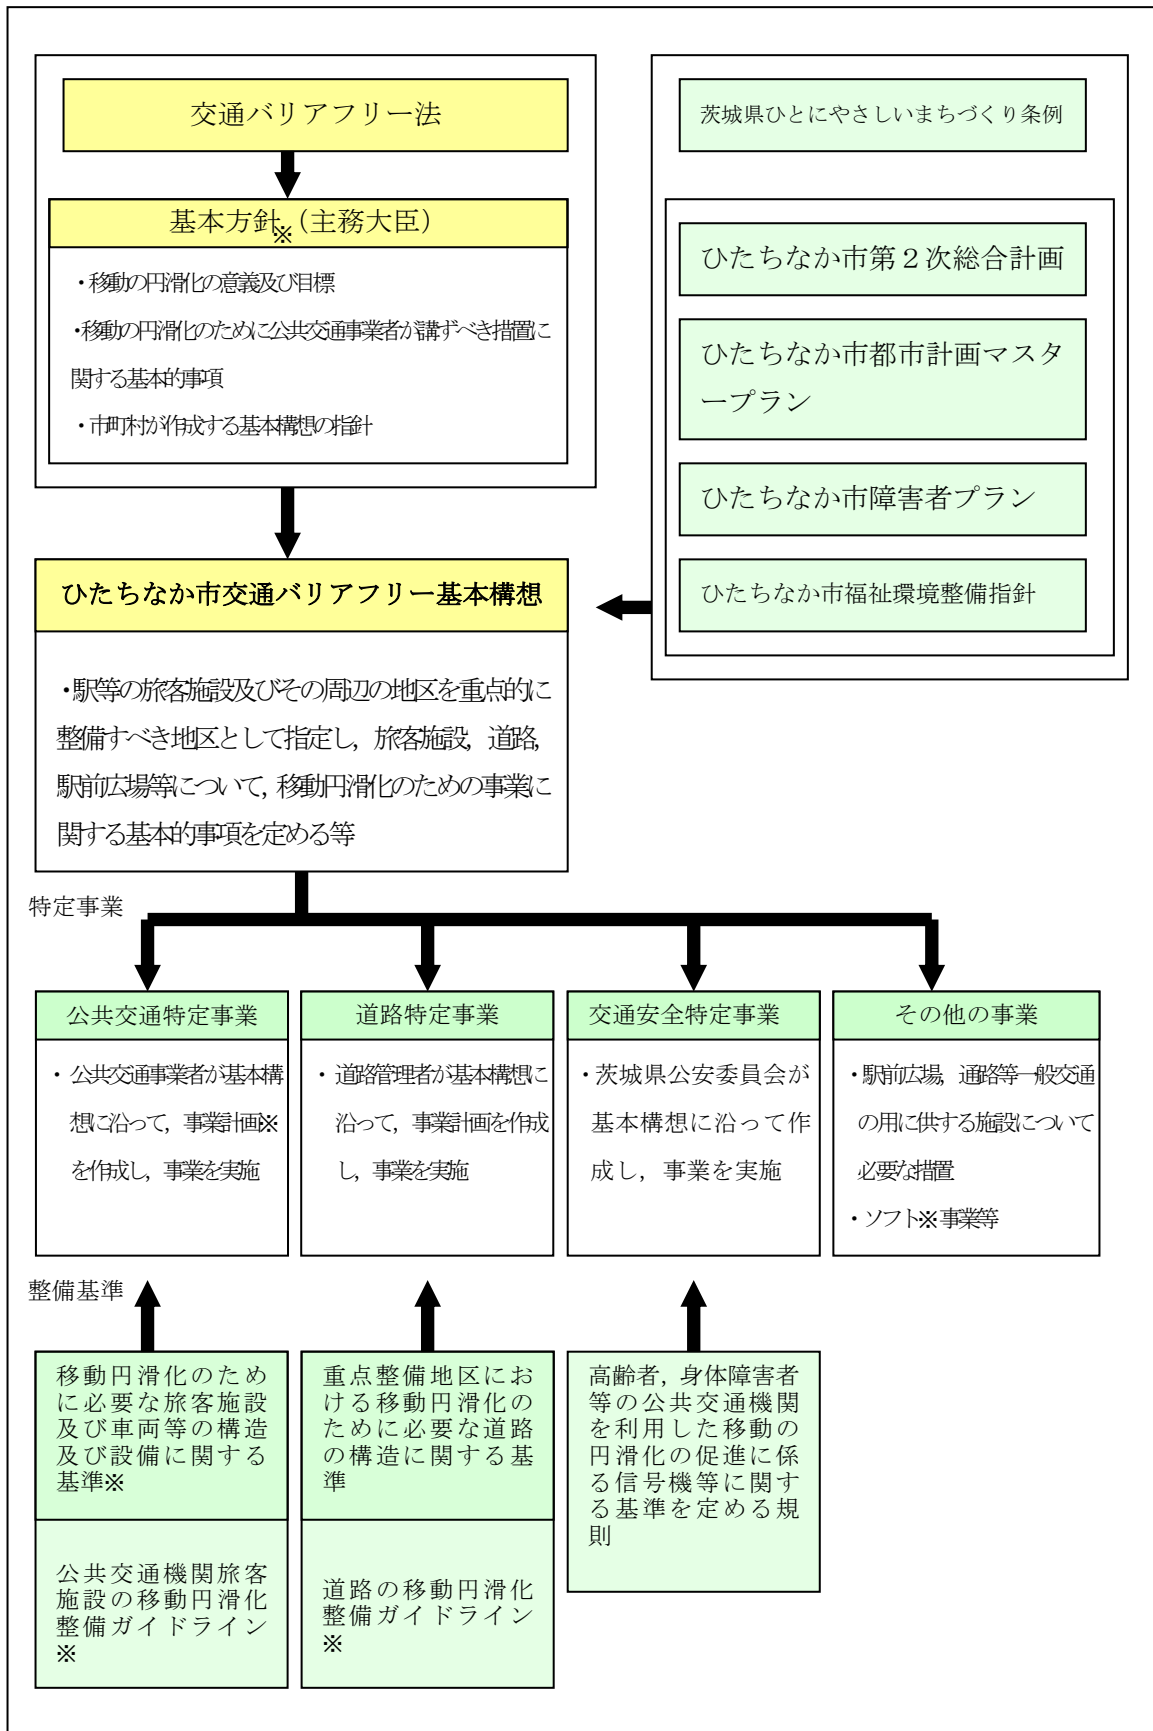 交通バリアフリー法
基本方針※（主務大臣）
・移動の円滑化の意義及び目標
・移動の円滑化のために公共交通事業者が講ずべき措置に
関する基本的事項
・市町村が作成する基本構想の指針
茨城県ひとにやさしいまちづくり条例
ひたちなか市第２次総合計画
ひたちなか市都市計画マスタ
ープラン
ひたちなか市障害者プラン
ひたちなか市福祉環境整備指針
ひたちなか市交通バリアフリー基本構想
・駅等の旅客施設及びその周辺の地区を重点的に
整備すべき地区として指定し，旅客施設，道路，
駅前広場等について，移動円滑化のための事業に
関する基本的事項を定める等
特定事業
公共交通特定事業
・ 公共交通事業者が基本構
想に沿って，事業計画※
を作成し，事業を実施
道路特定事業
・ 道路管理者が基本構想に
沿って，事業計画を作成
し，事業を実施
交通安全特定事業
・茨城県公安委員会が
基本構想に沿って作
成し，事業を実施
その他の事業
・駅前広場，通路等一般交通
の用に供する施設について
必要な措置
・ソフト※事業等
整備基準
移動円滑化のため
に必要な旅客施設
及び車両等の構造
及び設備に関する
基準※
公共交通機関旅客
施設の移動円滑化
整備ガイドライン
※
重点整備地区にお
ける移動円滑化の
ために必要な道路
の構造に関する基
準
道路の移動円滑化
整備ガイドライン
※
高齢者，身体障害者
等の公共交通機関
を利用した移動の
円滑化の促進に係
る信号機等に関す
る基準を定める規
則